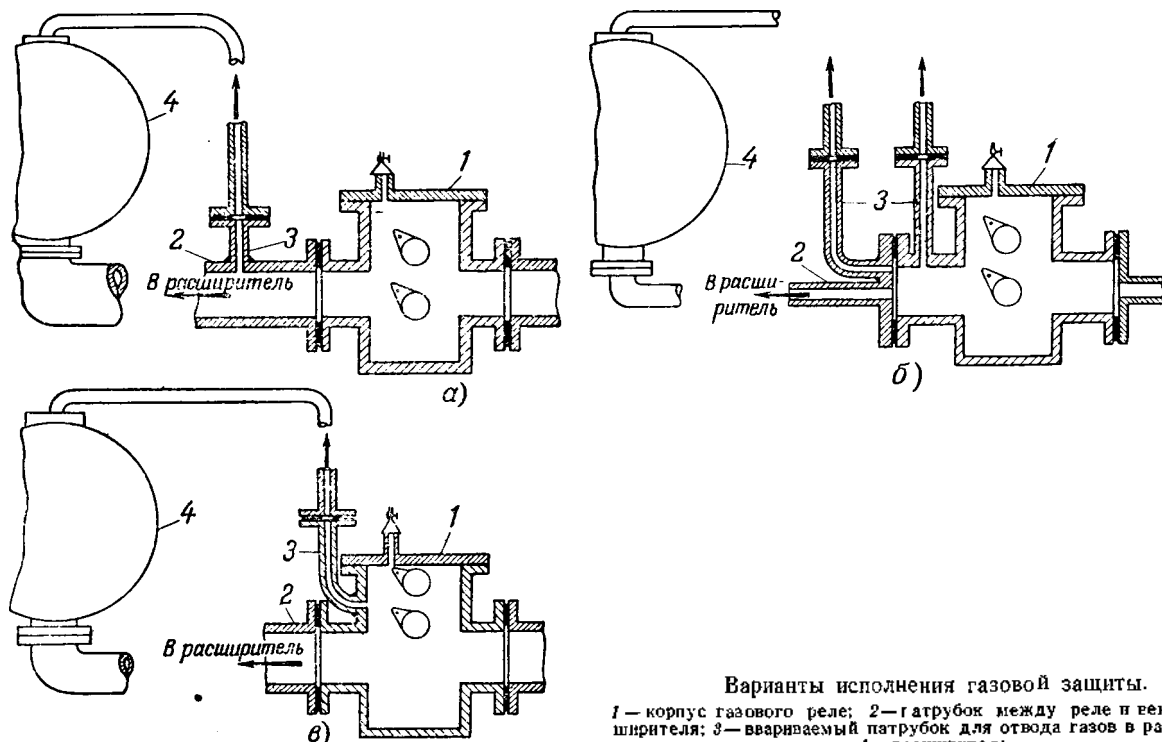 4
1
2
3
В расширитель
а)
4
1
3
2
В расши-
ритель
б)
4
1
3
2
В расширитель
в)
Варианты исполнения газовой защиты.
1 — корпус газового реле; 2 — патрубок между реле и
ширителя; 3 — ввариваемый патрубок для отвода газов в